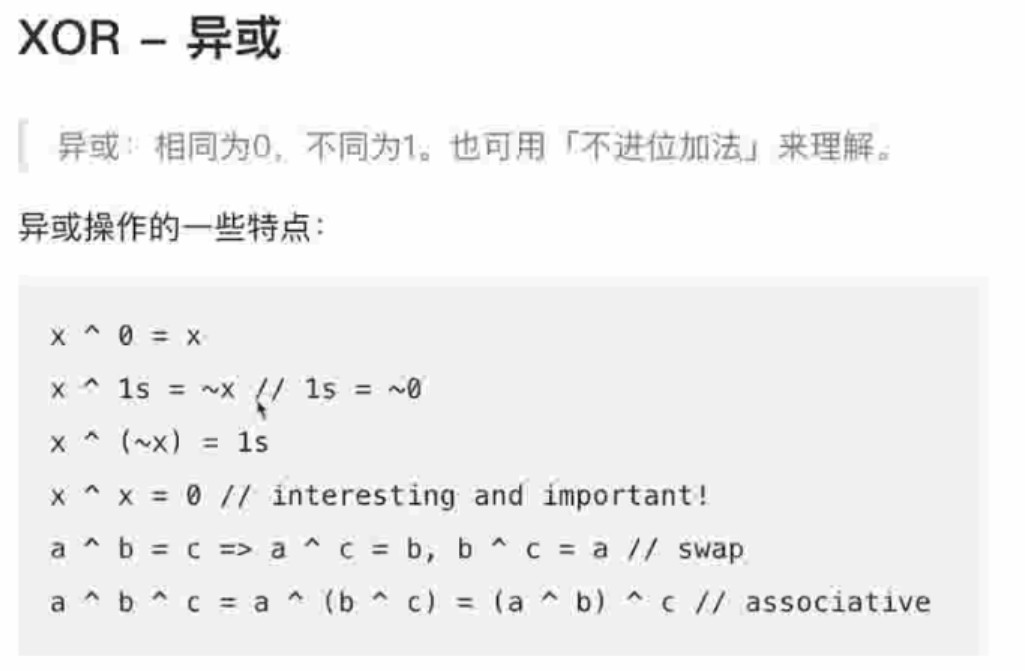 XOR – 异或
异或：相同为0，不同为1。也可用「不进位加法」来理解。
异或操作的一些特点：
x ^ 0 = x
x ^ 1s = ~x // 1s = ~0
x ^ (~x) = 1s
x ^ x = 0 // interesting and important!
a ^ b = c => a ^ c = b, b ^ c = a // swap
a ^ b ^ c = a ^ (b ^ c) = (a ^ b) ^ c // associative